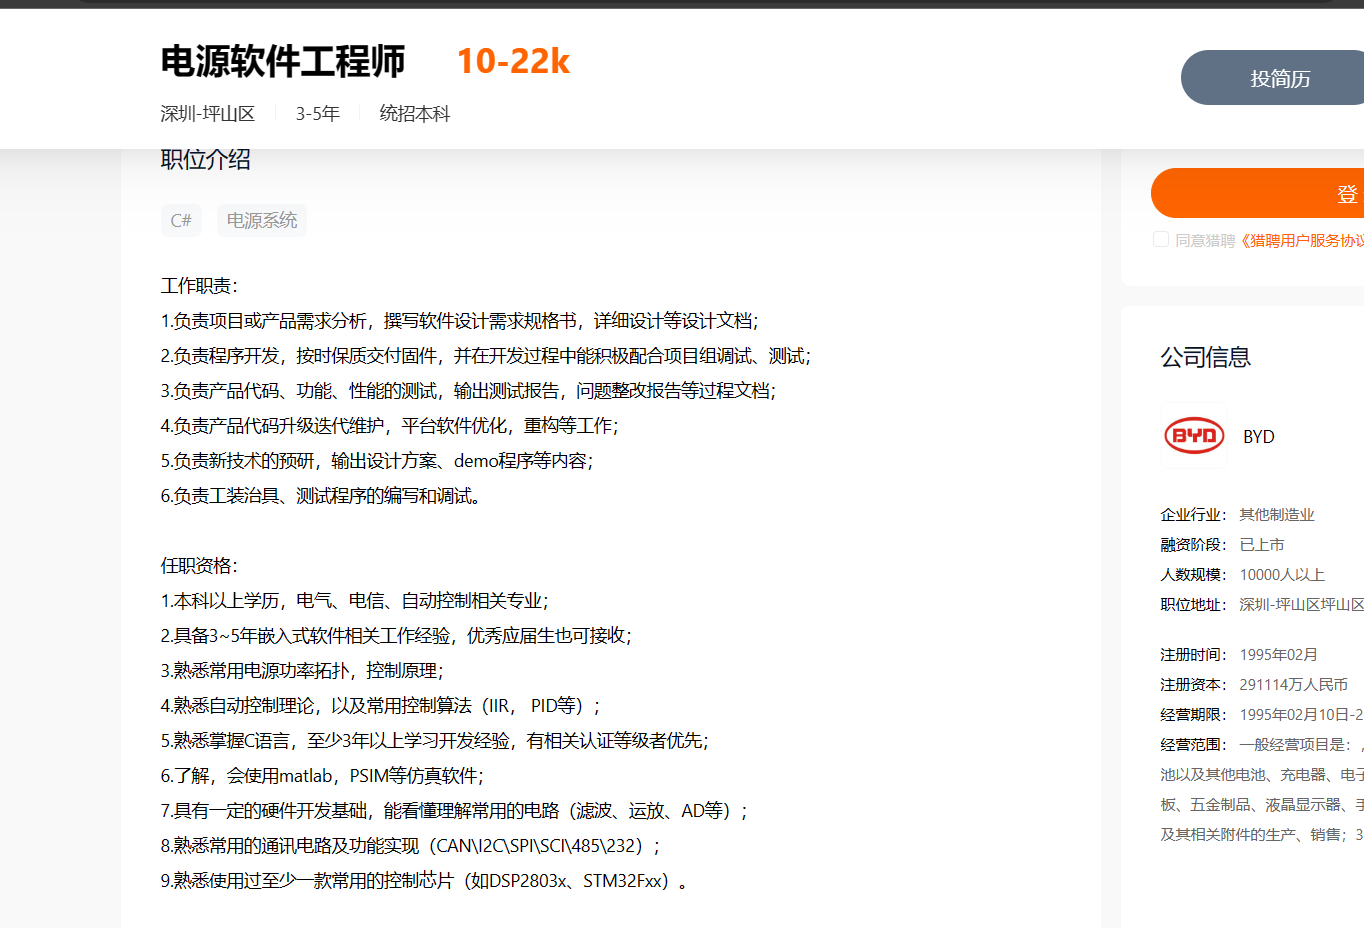 电源软件工程师 10-22k
投简历
深圳-坪山区 3-5年 统招本科
职位介绍
C# 电源系统
工作职责：
1.负责项目或产品需求分析，撰写软件设计需求规格书，详细设计等设计文档；
2.负责程序开发，按时保质交付固件，并在开发过程中能积极配合项目组调试、测试；
3.负责产品代码、功能、性能的测试，输出测试报告，问题整改报告等过程文档；
4.负责产品代码升级迭代维护，平台软件优化，重构等工作；
5.负责新技术的预研，输出设计方案、demo程序等内容；
6.负责工装治具、测试程序的编写和调试。
任职资格：
1.本科以上学历，电气、电信、自动控制相关专业；
2.具备3~5年嵌入式软件相关工作经验，优秀应届生也可接收；
3.熟悉常用电源功率拓扑，控制原理；
4.熟悉自动控制理论，以及常用控制算法（IIR， PID等）；
5.熟悉掌握C语言，至少3年以上学习开发经验，有相关认证等级者优先；
6.了解，会使用matlab，PSIM等仿真软件；
7.具有一定的硬件开发基础，能看懂理解常用的电路（滤波、运放、AD等）；
8.熟悉常用的通讯电路及功能实现（CAN\I2C\SPI\SCI\485\232）；
9.熟悉使用过至少一款常用的控制芯片（如DSP2803x、STM32Fxx）。
登
同意猎聘《猎聘用户服务协议
公司信息
BYD BYD
企业行业： 其他制造业
融资阶段： 已上市
人数规模： 10000人以上
职位地址： 深圳-坪山区坪山区
注册时间： 1995年02月
注册资本： 291114万人民币
经营期限： 1995年02月10日-2
经营范围： 一般经营项目是：，
池以及其他电池、充电器、电子
板、五金制品、液晶显示器、手
及其相关附件的生产、销售；3